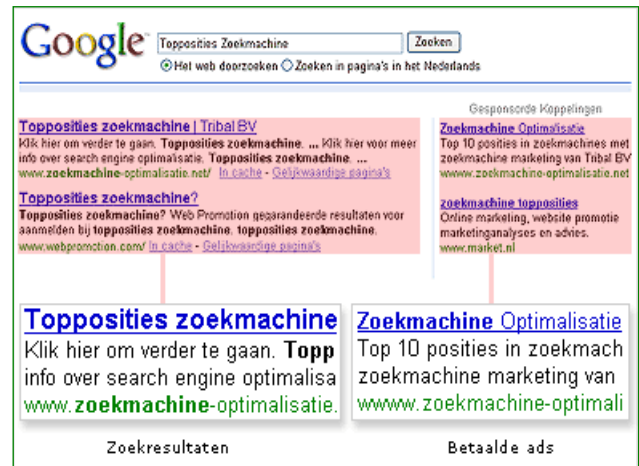 Google Topposities Zoekmachine Zoeken
Het web doorzoeken Zoeken in pagina's in het Nederlands
Topposities zoekmachine | Tribal BV
Klik hier om verder te gaan. Topposities zoekmachine. ... Klik hier voor meer
info over search engine optimalisatie. Topposities zoekmachine. ...
www.zoekmachine-optimalisatie.net/ In cache - Gelijkwaardige pagina's
Topposities zoekmachine?
Topposities zoekmachine? Web Promotion gegarandeerde resultaten voor
aanmelden bij topposities zoekmachine. topposities zoekmachine.
www.webpromotion.com/ In cache - Gelijkwaardige pagina's
Gesponsorde Koppelingen
Zoekmachine Optimalisatie
Top 10 posities in zoekmachines met
zoekmachine marketing van Tribal BV
www.zoekmachine-optimalisatie.net
zoekmachine topposities
Online marketing, website promotie
marketinganalyses en advies.
www.market.nl
Topposities zoekmachine
Klik hier om verder te gaan. Topp
info over search engine optimalisa
www.zoekmachine-optimalisatie.
Zoekresultaten
Zoekmachine Optimalisatie
Top 10 posities in zoekmach
zoekmachine marketing van
wwww.zoekmachine-optimali
Betaalde ads